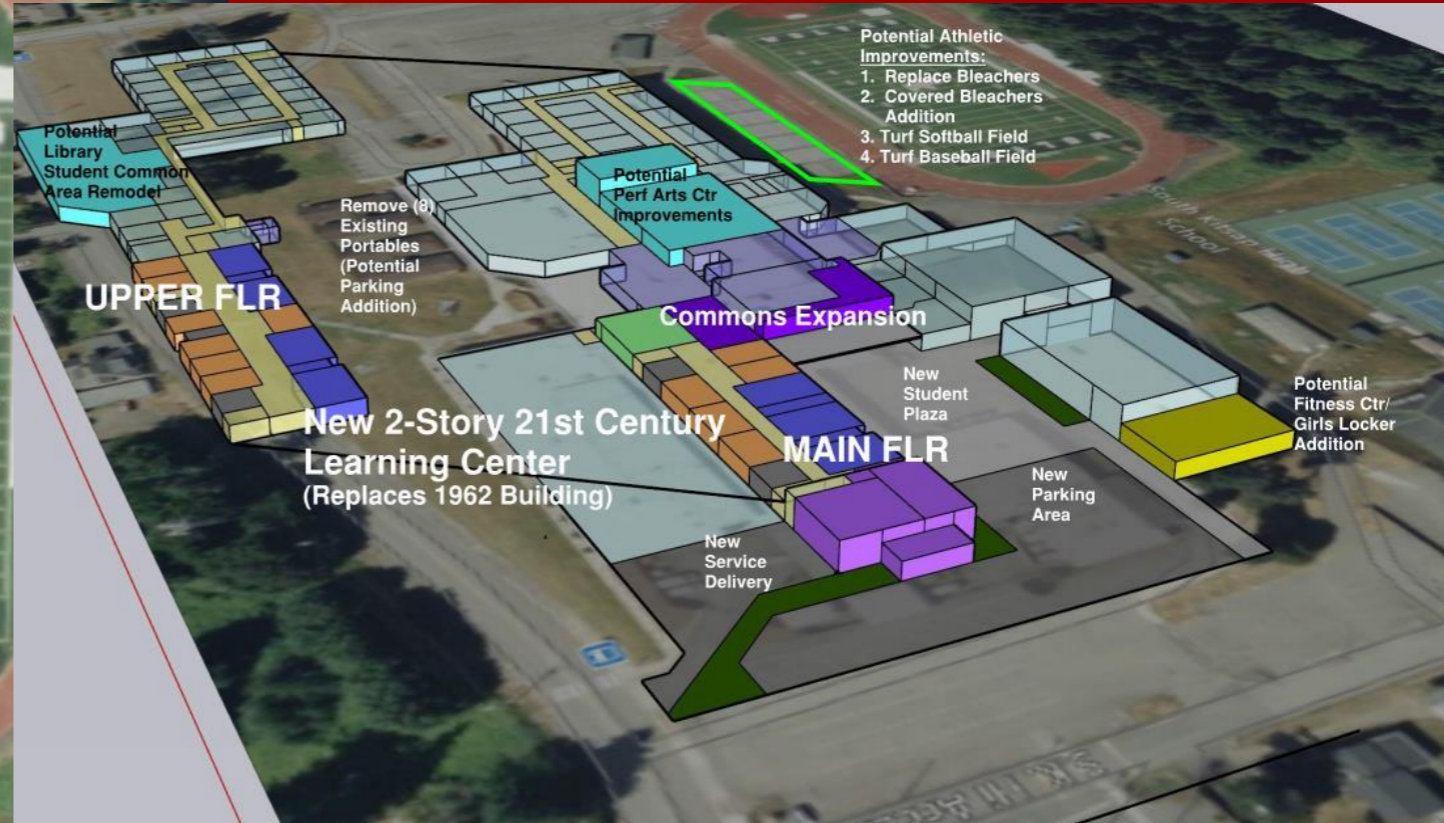 Potential Athletic
Improvements:
1. Replace Bleachers
2. Covered Bleachers
Addition
3. Turf Softball Field
4. Turf Baseball Field
Potential
Library
Student Common
Area Remodel
Potential
Perf Arts Ctr
Improvements
Remove (8)
Existing
Portables
(Potential
Parking
Addition)
South Kitsap High
School
UPPER FLR
Commons Expansion
New
Student
Plaza
Potential
Fitness Ctr/
Girls Locker
Addition
New 2-Story 21st Century
Learning Center
(Replaces 1962 Building)
MAIN FLR
New
Parking
Area
New
Service
Delivery